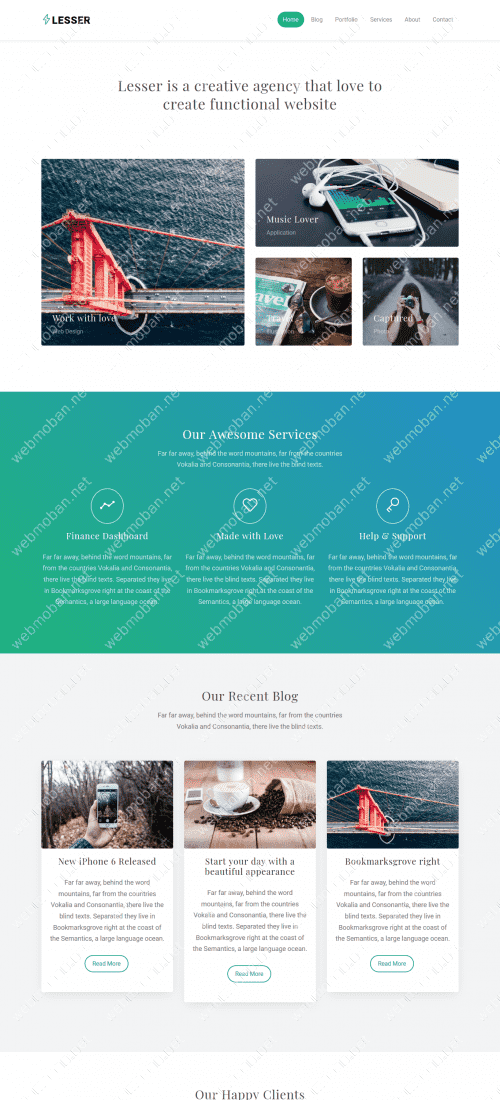 LESSER
Home Blog Portfolio Services About Contact
Lesser is a creative agency that love to
create functional website
Work with love
Web Design
Music Lover
Application
Travel
Illustration
Captured
Photo
Our Awesome Services
Far far away, behind the word mountains, far from the countries
Vokalia and Consonantia, there live the blind texts.
Finance Dashboard
Far far away, behind the word mountains, far
from the countries Vokalia and Consonantia,
there live the blind texts. Separated they live
in Bookmarksgrove right at the coast of the
Semantics, a large language ocean.
Made with Love
Far far away, behind the word mountains, far
from the countries Vokalia and Consonantia,
there live the blind texts. Separated they live
in Bookmarksgrove right at the coast of the
Semantics, a large language ocean.
Help & Support
Far far away, behind the word mountains, far
from the countries Vokalia and Consonantia,
there live the blind texts. Separated they live
in Bookmarksgrove right at the coast of the
Semantics, a large language ocean.
Our Recent Blog
Far far away, behind the word mountains, far from the countries
Vokalia and Consonantia, there live the blind texts.
New iPhone 6 Released
Far far away, behind the word
mountains, far from the countries
Vokalia and Consonantia, there live the
blind texts. Separated they live in
Bookmarksgrove right at the coast of
the Semantics, a large language ocean.
Read More
Start your day with a
beautiful appearance
Far far away, behind the word
mountains, far from the countries
Vokalia and Consonantia, there live the
blind texts. Separated they live in
Bookmarksgrove right at the coast of
the Semantics, a large language ocean.
Read More
Bookmarksgrove right
Far far away, behind the word
mountains, far from the countries
Vokalia and Consonantia, there live the
blind texts. Separated they live in
Bookmarksgrove right at the coast of
the Semantics, a large language ocean.
Read More
Our Happy Clients
webmoban.net